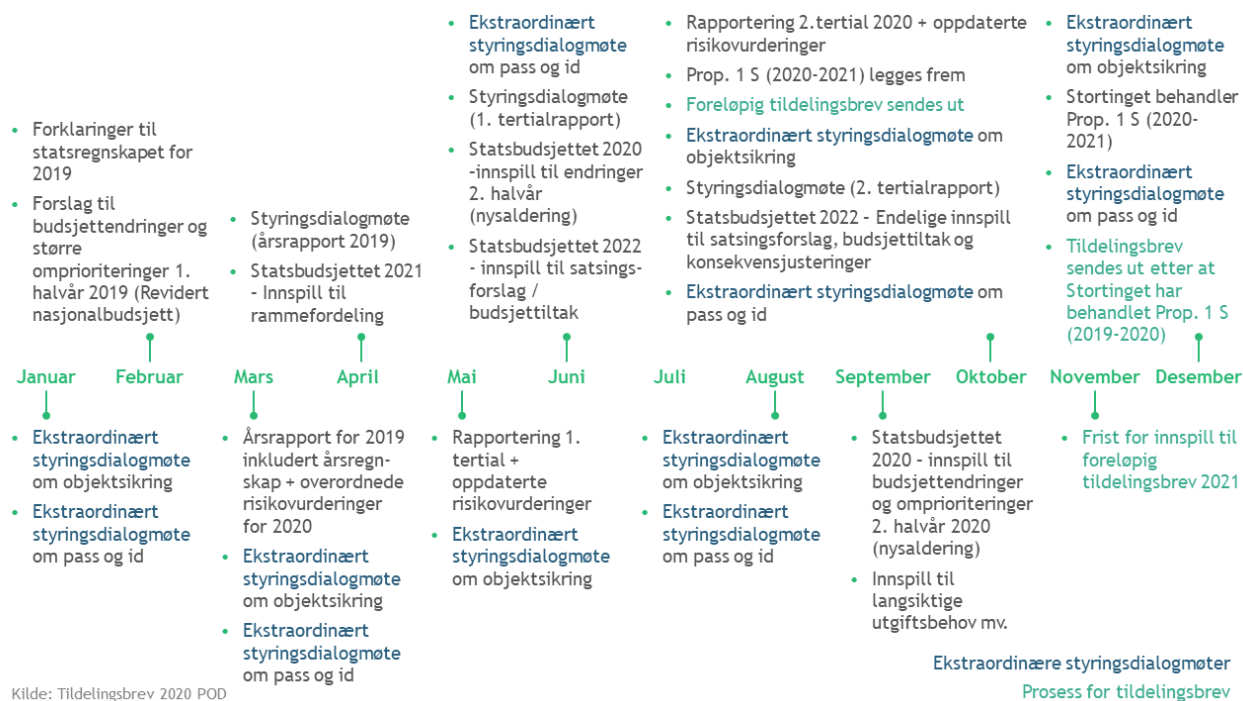 • Forklaringer til
statsregnskapet for
2019
• Forslag til
budsjettendringer og
større
omprioriteringer 1.
halvår 2019 (Revidert
nasjonalbudsjett)
• Styringsdialogmøte
(årsrapport 2019)
• Statsbudsjettet 2021
– Innspill til
rammefordeling
• Ekstraordinært
styringsdialogmøte
om pass og id
• Styringsdialogmøte
(1. tertialrapport)
• Statsbudsjettet 2020
-innspill til endringer
2. halvår
(nysaldering)
• Statsbudsjettet 2022
- innspill til satsings-
forslag /
budsjettiltak
• Rapportering 2.tertial 2020 + oppdaterte
risikovurderinger
• Prop. 1 S (2020-2021) legges frem
• Foreløpig tildelingsbrev sendes ut
• Ekstraordinært styringsdialogmøte om
objektsikring
• Styringsdialogmøte (2. tertialrapport)
• Statsbudsjettet 2022 – Endelige innspill
til satsingsforslag, budsjettiltak og
konsekvensjusteringer
• Ekstraordinært styringsdialogmøte om
pass og id
• Ekstraordinært
styringsdialogmøte
om objektsikring
• Stortinget behandler
Prop. 1 S (2020-
2021)
• Ekstraordinært
styringsdialogmøte
om pass og id
• Tildelingsbrev
sendes ut etter at
Stortinget har
behandlet Prop. 1 S
(2019-2020)
Januar Februar Mars April Mai Juni Juli August September Oktober November Desember
• Ekstraordinært
styringsdialogmøte
om objektsikring
• Ekstraordinært
styringsdialogmøte
om pass og id
• Årsrapport for 2019
inkludert årsregn-
skap + overordnede
risikovurderinger
for 2020
• Ekstraordinært
styringsdialogmøte
om objektsikring
• Ekstraordinært
styringsdialogmøte
om pass og id
• Rapportering 1.
tertial +
oppdaterte
risikovurderinger
• Ekstraordinært
styringsdialogmøte
om objektsikring
• Ekstraordinært
styringsdialogmøte
om objektsikring
• Ekstraordinært
styringsdialogmøte
om pass og id
• Statsbudsjettet
2020 – innspill til
budsjettendringer
og omprioriteringer
2. halvår 2020
(nysaldering)
• Innspill til
langsiktige
utgiftsbehov mv.
• Frist for innspill til
foreløpig
tildelingsbrev 2021
Ekstraordinære styringsdialogmøter
Prosess for tildelingsbrev
Kilde: Tildelingsbrev 2020 POD